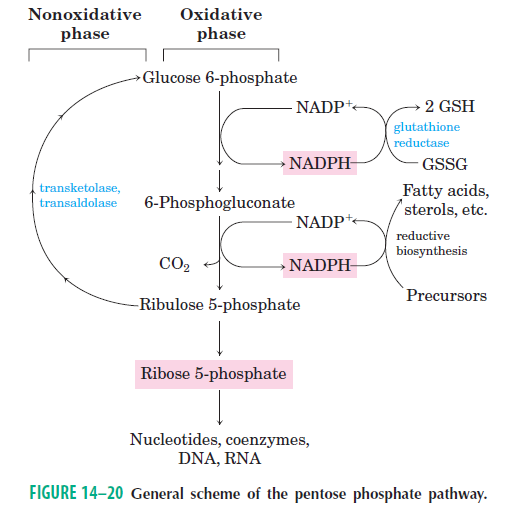 Nonoxidative
phase
Oxidative
phase
Glucose 6-phosphate
NADP+
2 GSH
glutathione
reductase
NADPH
GSSG
transketolase,
transaldolase
6-Phosphogluconate
Fatty acids,
sterols, etc.
NADP+
reductive
biosynthesis
CO₂
NADPH
Precursors
Ribulose 5-phosphate
Ribose 5-phosphate
Nucleotides, coenzymes,
DNA, RNA
FIGURE 14–20 General scheme of the pentose phosphate pathway.